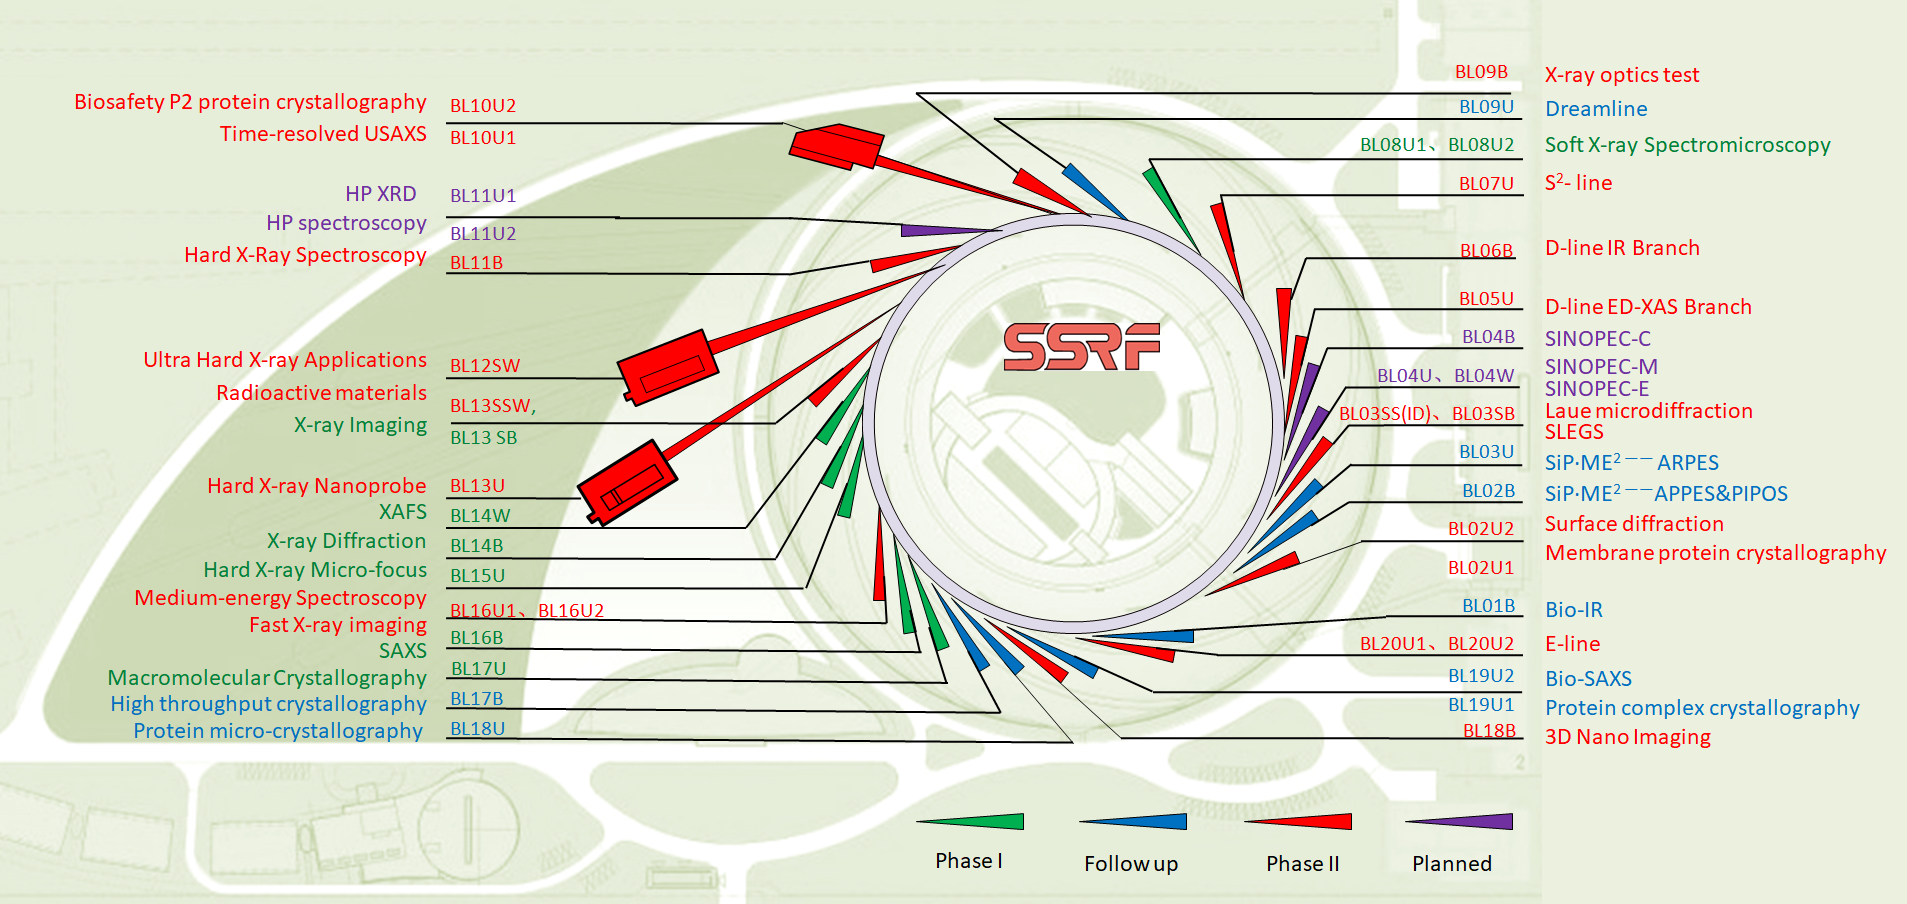 Biosafety P2 protein crystallography BL10U2
Time-resolved USAXS BL10U1
HP XRD BL11U1
HP spectroscopy BL11U2
Hard X-Ray Spectroscopy BL11B
Ultra Hard X-ray Applications BL12SW
Radioactive materials BL13SSW,
X-ray Imaging BL13 SB
Hard X-ray Nanoprobe BL13U
XAFS BL14W
X-ray Diffraction BL14B
Hard X-ray Micro-focus BL15U
Medium-energy Spectroscopy BL16U1、BL16U2
Fast X-ray imaging
SAXS BL16B
Macromolecular Crystallography BL17U
High throughput crystallography BL17B
Protein micro-crystallography BL18U
SSRF
BL09B X-ray optics test
BL09U Dreamline
BL08U1、BL08U2 Soft X-ray Spectromicroscopy
BL07U S²- line
BL06B D-line IR Branch
BL05U D-line ED-XAS Branch
BL04B SINOPEC-C
BL04U、BL04W SINOPEC-M
SINOPEC-E
BL03SS(ID)、BL03SB Laue microdiffraction
SLEGS
BL03U SiP·ME²－－ARPES
BL02B SiP·ME²－－APPES&PIPOS
BL02U2 Surface diffraction
BL02U1 Membrane protein crystallography
BL01B Bio-IR
BL20U1、BL20U2 E-line
BL19U2 Bio-SAXS
BL19U1 Protein complex crystallography
BL18B 3D Nano Imaging
2
Phase I
Follow up
Phase II
Planned